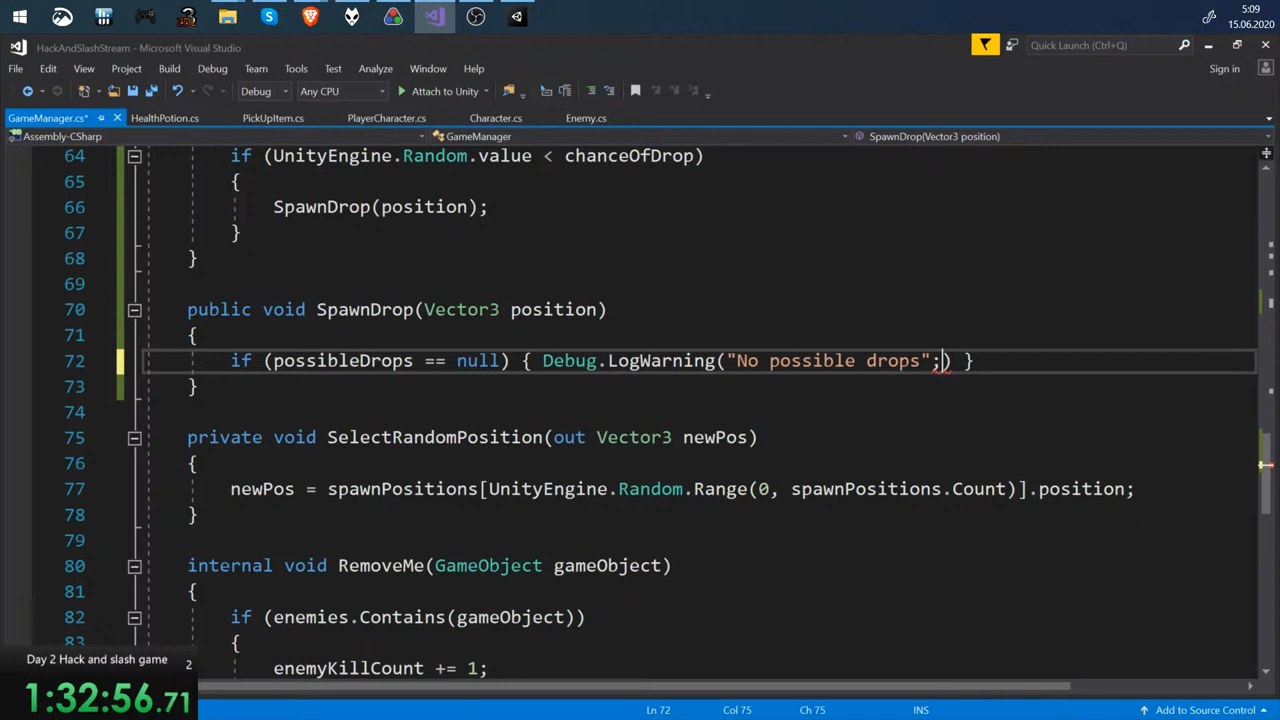 5:09
15.06.2020
HackAndSlashStream - Microsoft Visual Studio
Quick Launch (Ctrl+Q)
File Edit View Project Build Debug Team Tools Test Analyze Window Help
Sign in
Debug Any CPU Attach to Unity
GameManager.cs* HealthPotion.cs PickUpItem.cs PlayerCharacter.cs Character.cs Enemy.cs
Assembly-CSharp GameManager SpawnDrop(Vector3 position)
64 if (UnityEngine.Random.value < chanceOfDrop)
65 {
66 SpawnDrop(position);
67 }
68 }
69
70 public void SpawnDrop(Vector3 position)
71 {
72 if (possibleDrops == null) { Debug.LogWarning("No possible drops";) }
73 }
74
75 private void SelectRandomPosition(out Vector3 newPos)
76 {
77 newPos = spawnPositions[UnityEngine.Random.Range(0, spawnPositions.Count)].position;
78 }
79
80 internal void RemoveMe(GameObject gameObject)
81 {
82 if (enemies.Contains(gameObject))
83 {
enemyKillCount += 1;
Day 2 Hack and slash game 2
1:32:56.71
Ln 72 Col 75 Ch 75 INS Add to Source Control